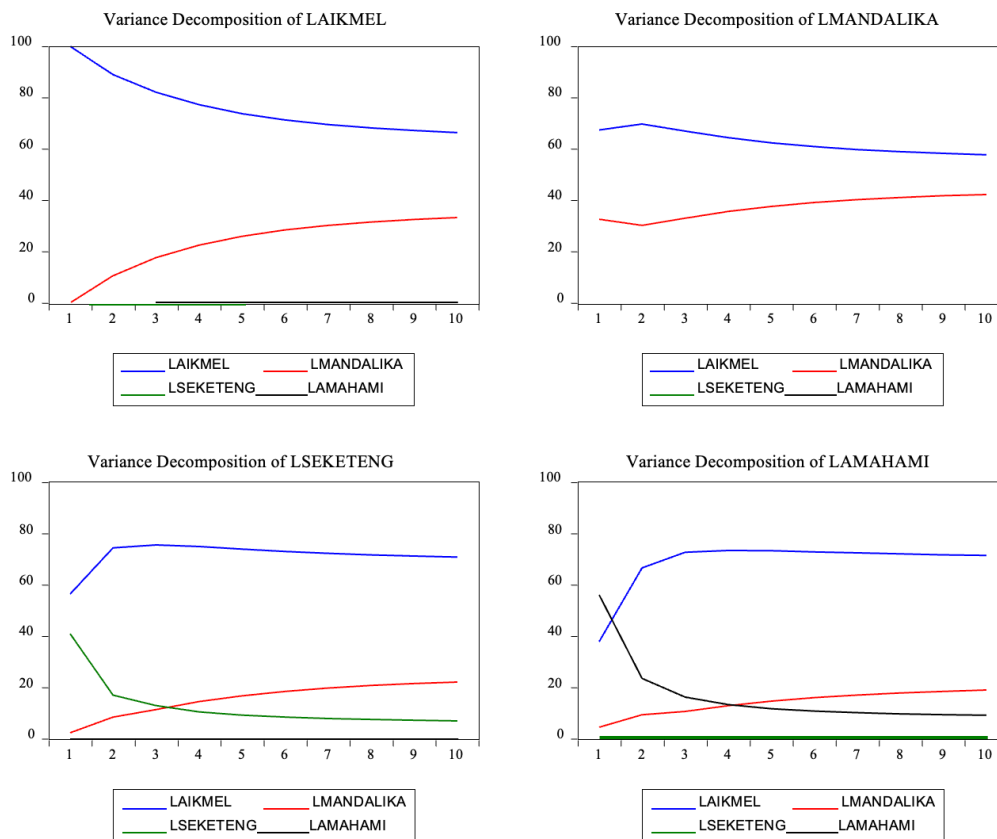 Variance Decomposition of LAIKMEL
100
80
60
40
20
0
1 2 3 4 5 6 7 8 9 10
LAIKMEL LMANDALIKA
LSEKETENG LAMAHAMI
Variance Decomposition of LMANDALIKA
100
80
60
40
20
0
1 2 3 4 5 6 7 8 9 10
LAIKMEL LMANDALIKA
LSEKETENG LAMAHAMI
Variance Decomposition of LSEKETENG
100
80
60
40
20
0
1 2 3 4 5 6 7 8 9 10
LAIKMEL LMANDALIKA
LSEKETENG LAMAHAMI
Variance Decomposition of LAMAHAMI
100
80
60
40
20
0
1 2 3 4 5 6 7 8 9 10
LAIKMEL LMANDALIKA
LSEKETENG LAMAHAMI